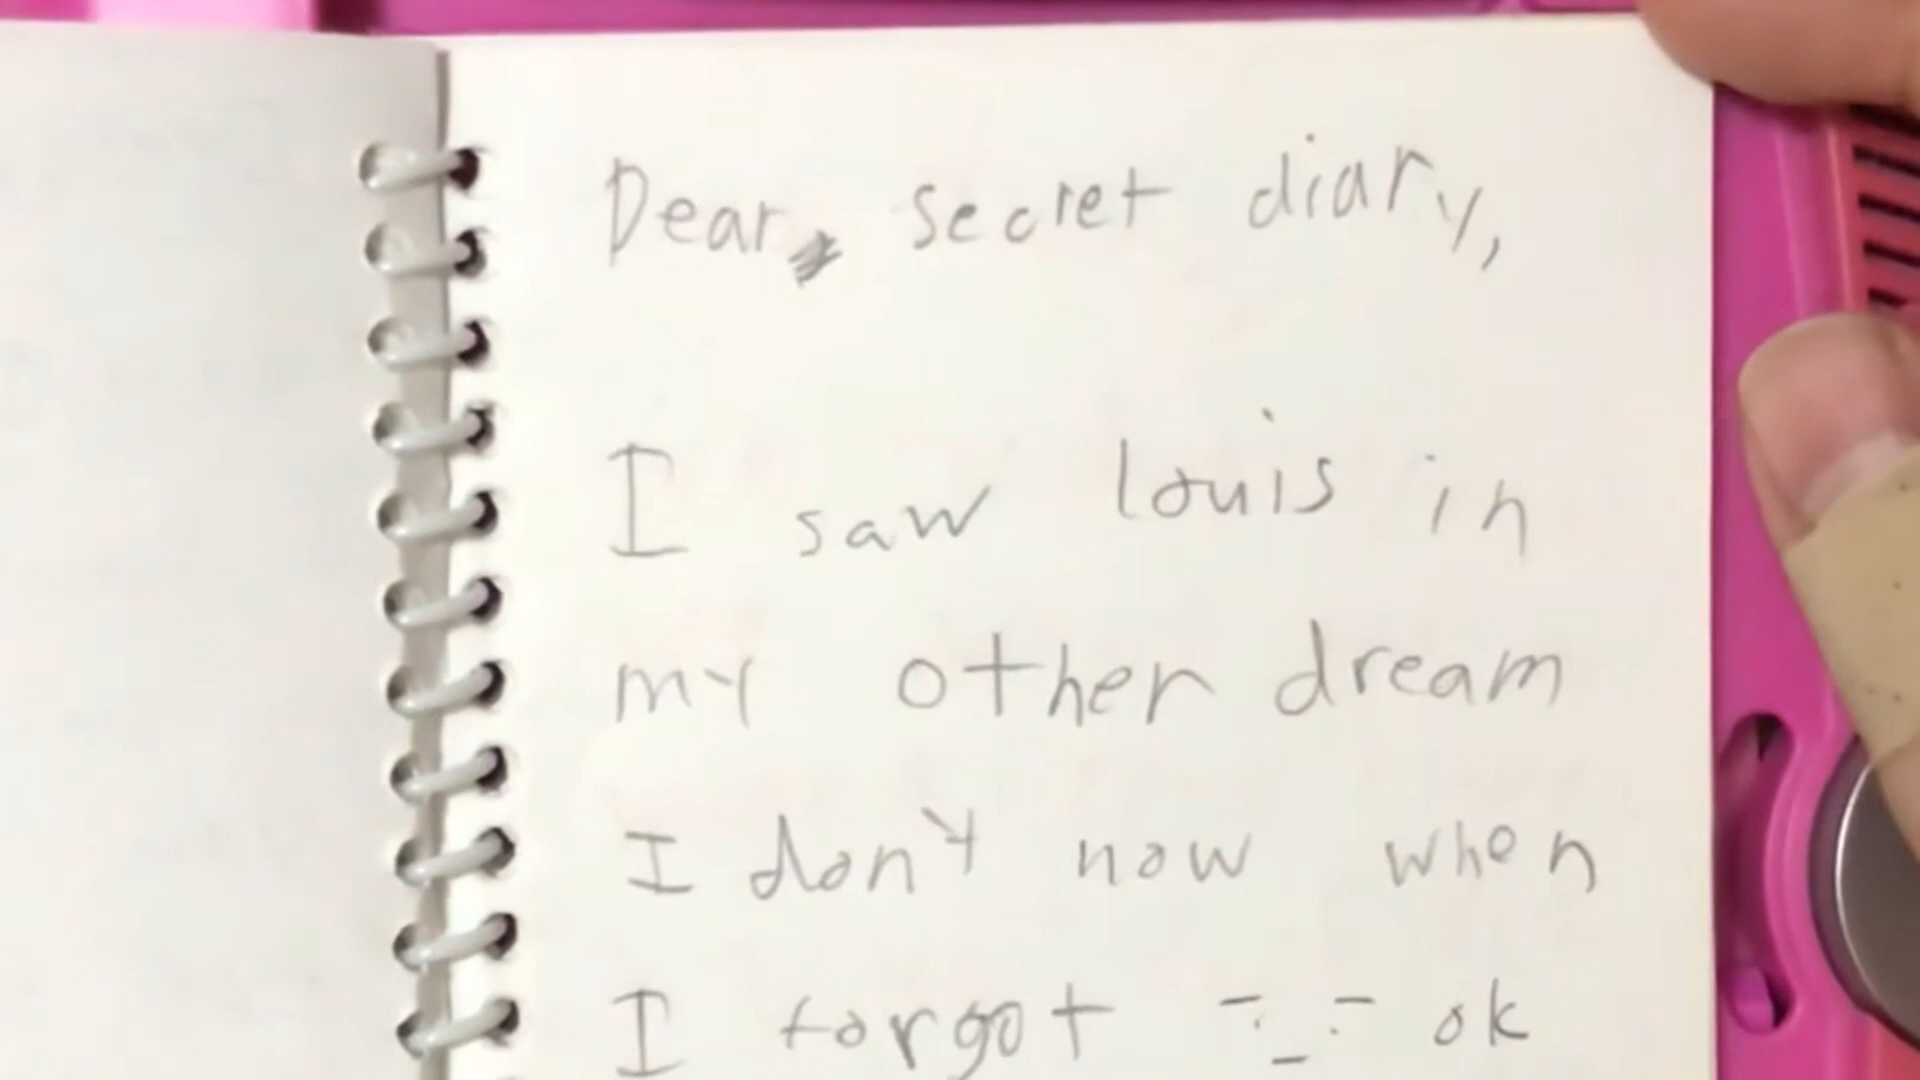 Dear, secret diary,
I saw louis in
my other dream
I don't now when
I forgot -_- ok